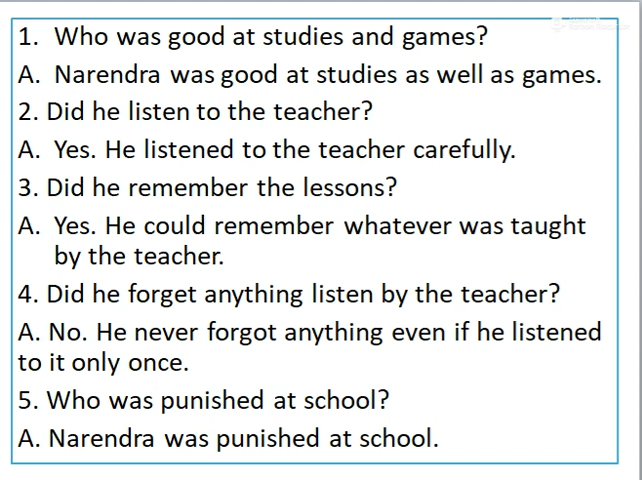 1. Who was good at studies and games?
A. Narendra was good at studies as well as games.
2. Did he listen to the teacher?
A. Yes. He listened to the teacher carefully.
3. Did he remember the lessons?
A. Yes. He could remember whatever was taught
by the teacher.
4. Did he forget anything listen by the teacher?
A. No. He never forgot anything even if he listened
to it only once.
5. Who was punished at school?
A. Narendra was punished at school.